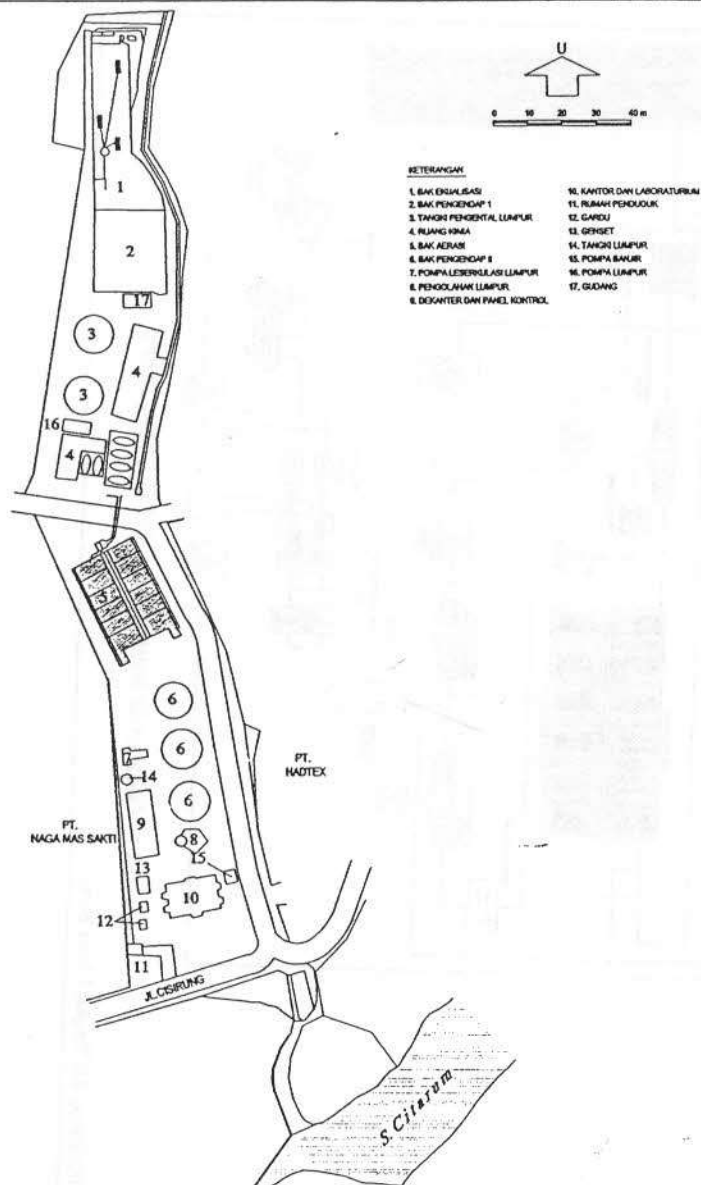 U
0 10 20 30 40 m
KETERANGAN
1. BAK EKUALISASI
2. BAK PENGENDAP 1
3. TANGKI PENGENTAL LUMPUR
4. RUANG KIMIA
5. BAK AERASI
6. BAK PENGENDAP II
7. POMPA LESERKULASI LUMPUR
8. PENGOLAHAN LUMPUR
9. DEKANTER DAN PANEL KONTROL
10. KANTOR DAN LABORATURIUM
11. RUMAH PENDUDUK
12. GARDU
13. GENSET
14. TANGKI LUMPUR
15. POMPA BANJIR
16. POMPA LUMPUR
17. GUDANG
1
2
17
3
4
3
16
4
5
6
6
7
14
6
9
8
15
13
10
12
11
PT.
HADTEX
PT.
NAGA MAS SAKTI
JL. CISIRUNG
S. Citarum